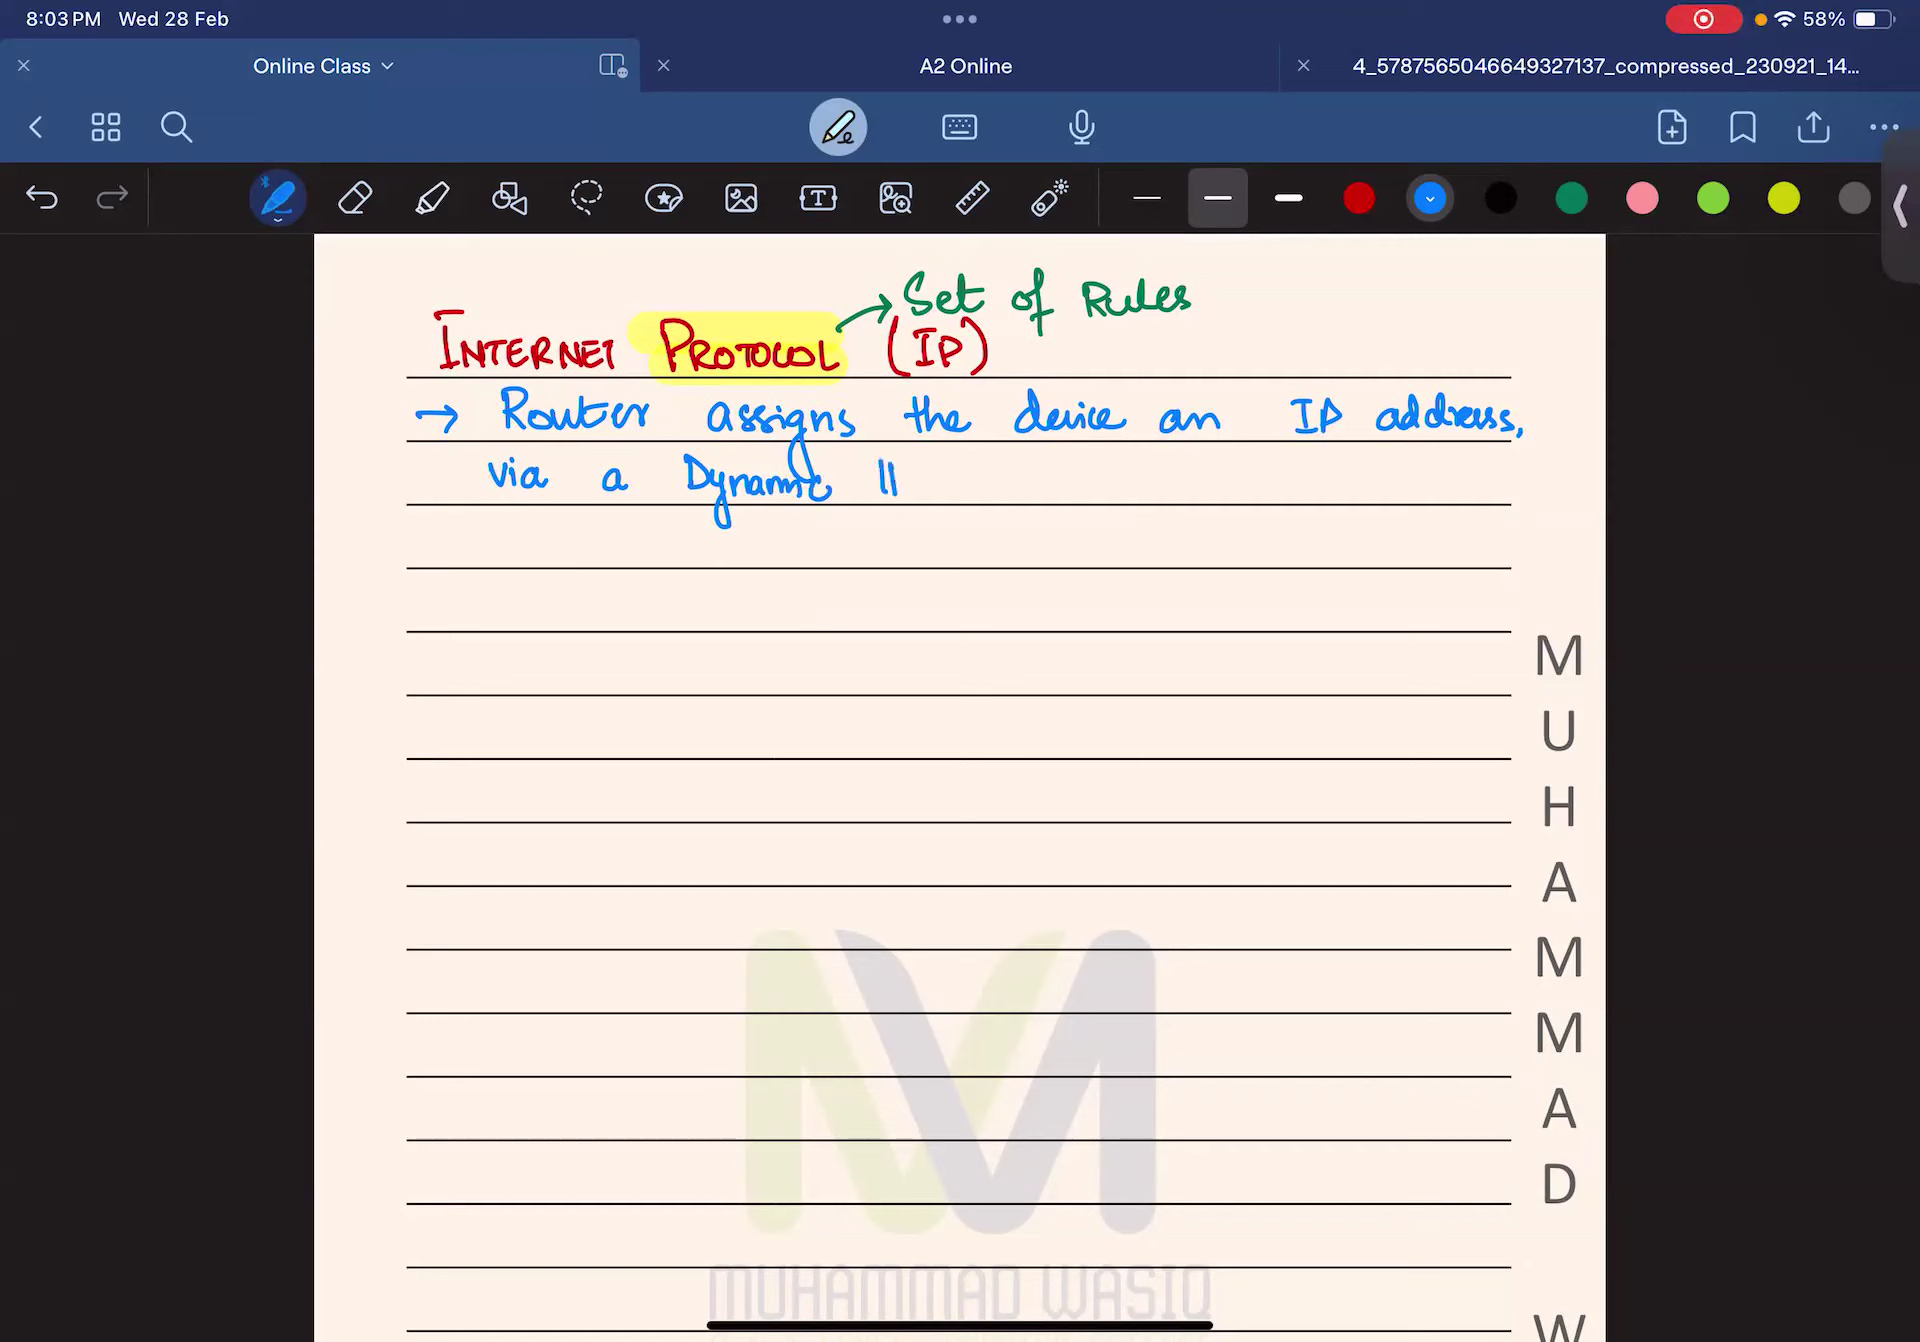 8:03 PM Wed 28 Feb
58%
Online Class
A2 Online
4_5787565046649327137_compressed_230921_14...
Set of Rules
INTERNET PROTOCOL (IP)
→ Router assigns the device an IP address,
via a Dynamic
MUHAMMAD W
MUHAMMAD WASIQ